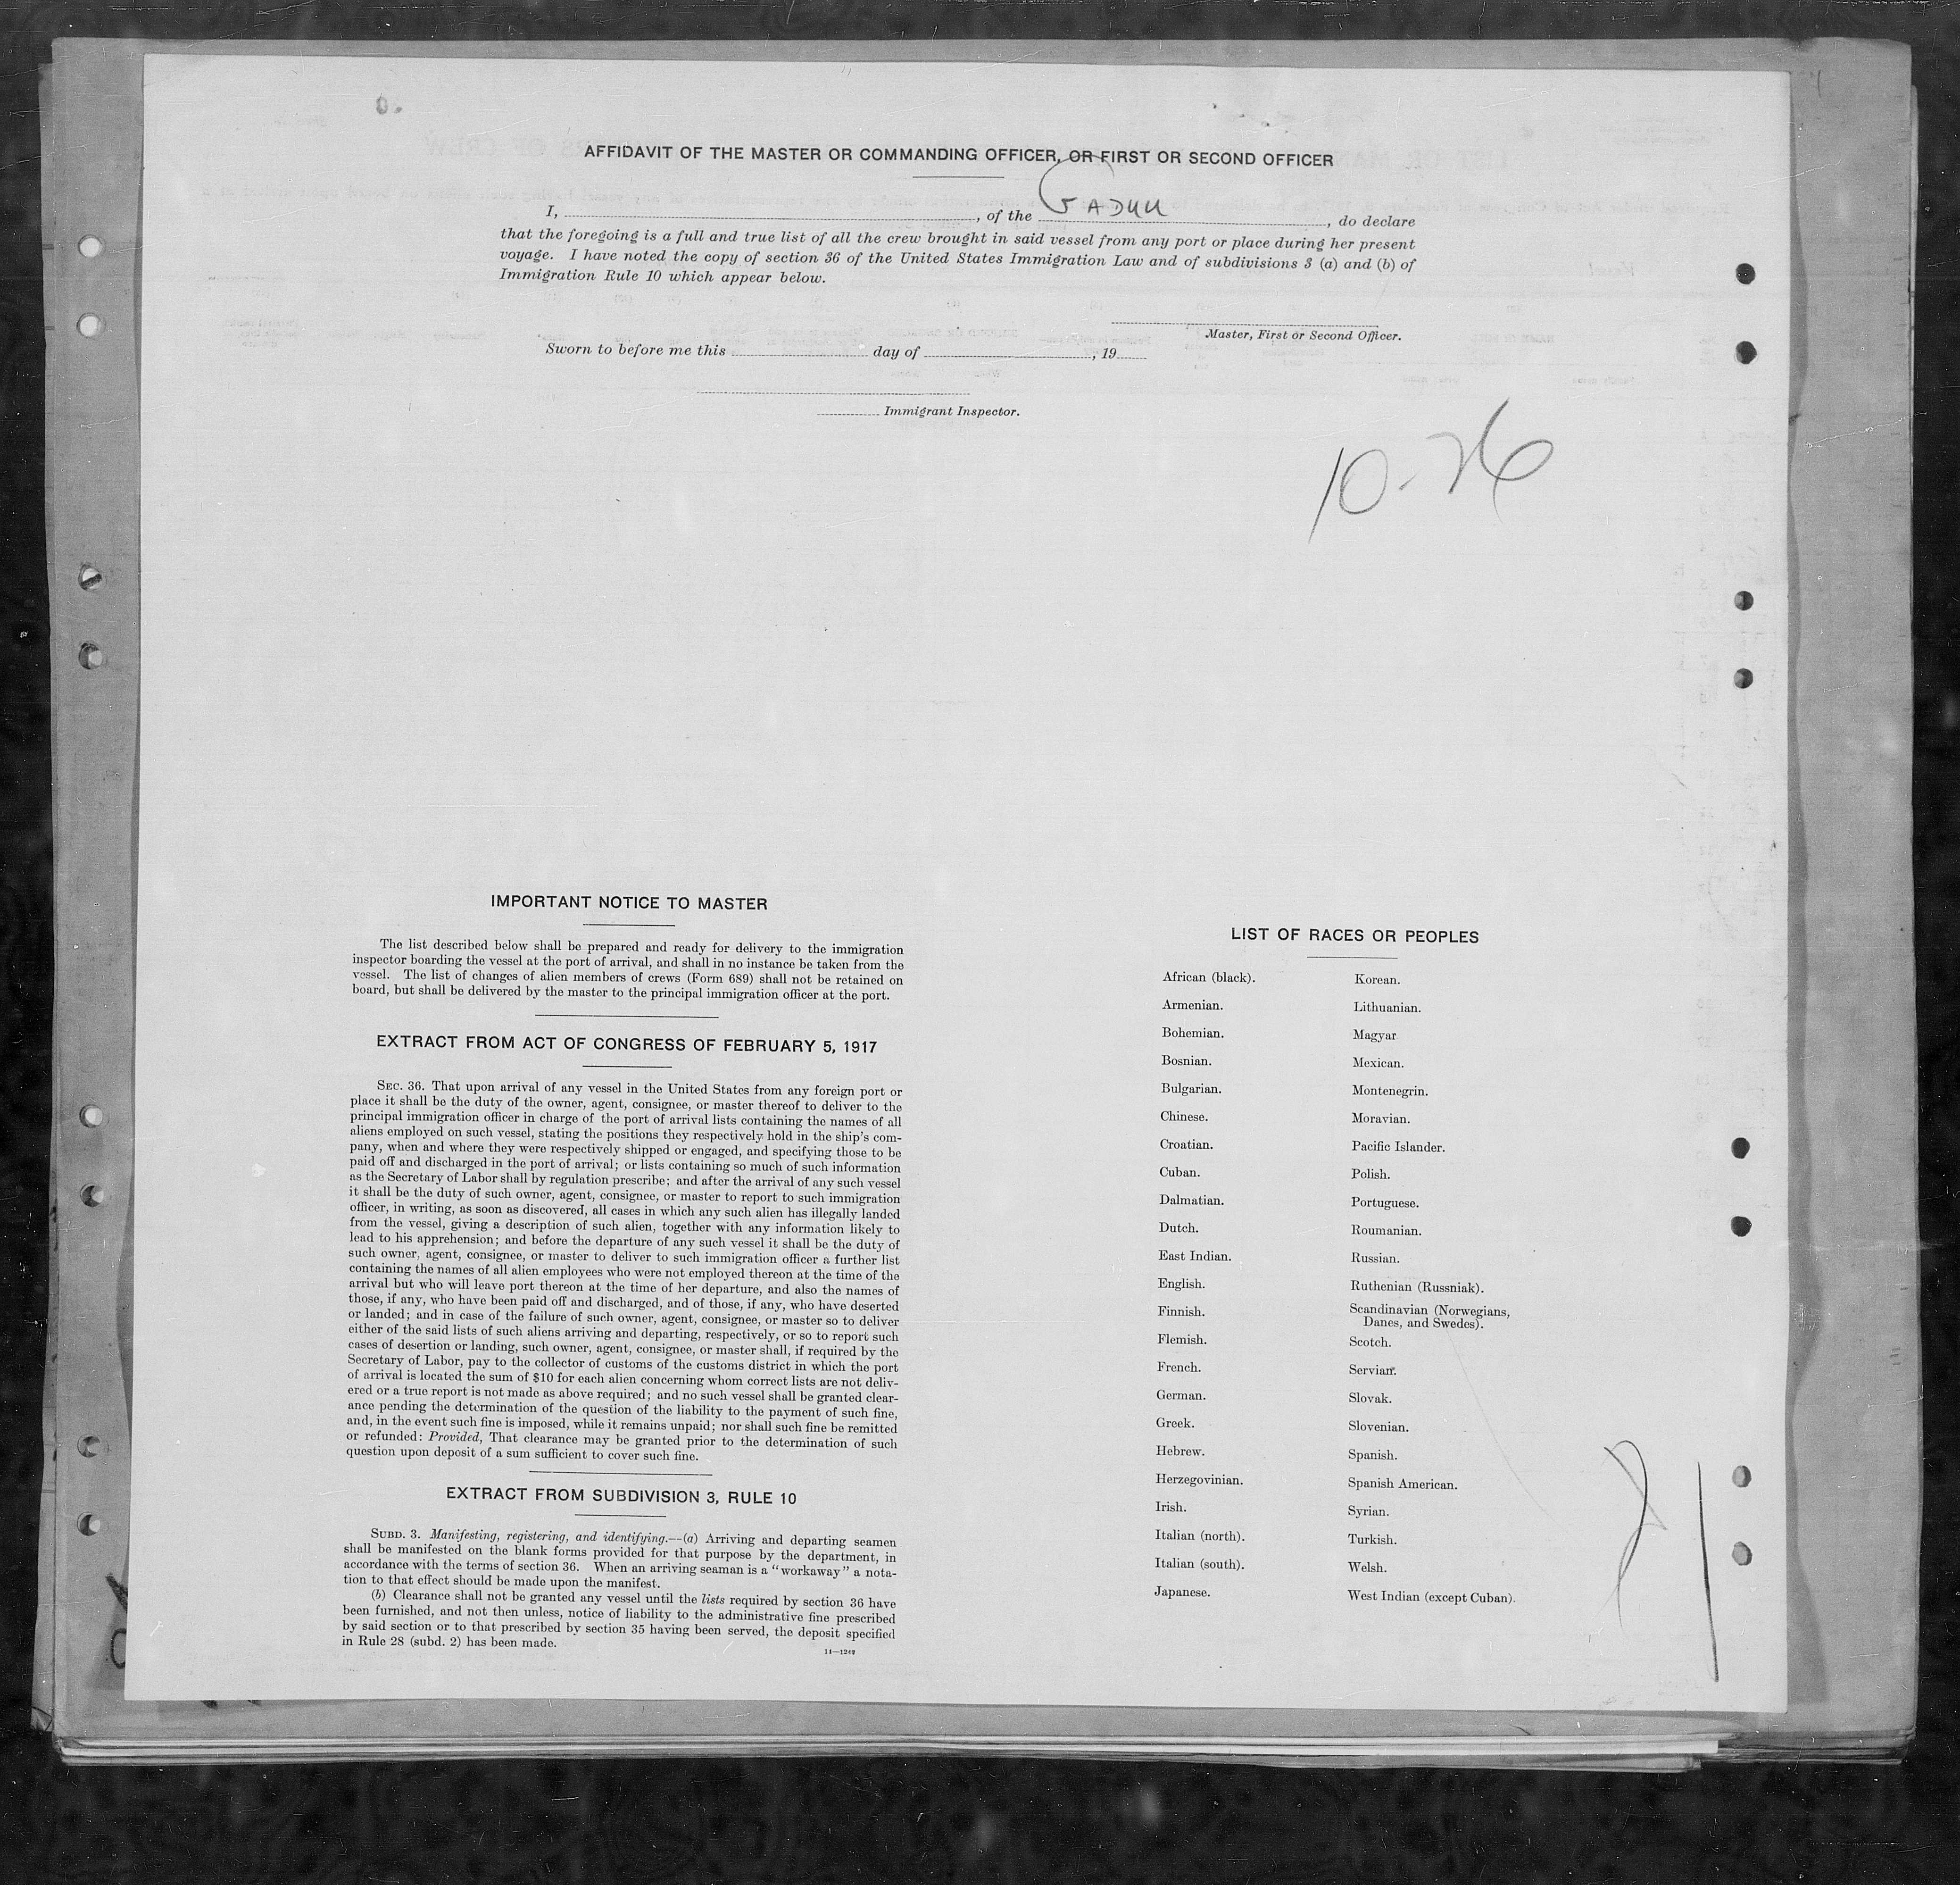 AFFIDAVIT OF THE MASTER OR COMMANDING OFFICER, OR FIRST OR SECOND OFFICER
I, , of the , do declare
that the foregoing is a full and true list of all the crew brought in said vessel from any port or place during her present
voyage. I have noted the copy of section 36 of the United States Immigration Law and of subdivisions 3 (a) and (b) of
Immigration Rule 10 which appear below.
Master, First or Second Officer.
Sworn to before me this day of , 19
Immigrant Inspector.
10-26
IMPORTANT NOTICE TO MASTER
The list described below shall be prepared and ready for delivery to the immigration
inspector boarding the vessel at the port of arrival, and shall in no instance be taken from the
vessel. The list of changes of alien members of crews (Form 689) shall not be retained on
board, but shall be delivered by the master to the principal immigration officer at the port.
EXTRACT FROM ACT OF CONGRESS OF FEBRUARY 5, 1917
SEC. 36. That upon arrival of any vessel in the United States from any foreign port or
place it shall be the duty of the owner, agent, consignee, or master thereof to deliver to the
principal immigration officer in charge of the port of arrival lists containing the names of all
aliens employed on such vessel, stating the positions they respectively hold in the ship's com-
pany, when and where they were respectively shipped or engaged, and specifying those to be
paid off and discharged in the port of arrival; or lists containing so much of such information
as the Secretary of Labor shall by regulation prescribe; and after the arrival of any such vessel
it shall be the duty of such owner, agent, consignee, or master to report to such immigration
officer, in writing, as soon as discovered, all cases in which any such alien has illegally landed
from the vessel, giving a description of such alien, together with any information likely to
lead to his apprehension; and before the departure of any such vessel it shall be the duty of
such owner, agent, consignee, or master to deliver to such immigration officer a further list
containing the names of all alien employees who were not employed thereon at the time of the
arrival but who will leave port thereon at the time of her departure, and also the names of
those, if any, who have been paid off and discharged, and of those, if any, who have deserted
or landed; and in case of the failure of such owner, agent, consignee, or master so to deliver
either of the said lists of such aliens arriving and departing, respectively, or so to report such
cases of desertion or landing, such owner, agent, consignee, or master shall, if required by the
Secretary of Labor, pay to the collector of customs of the customs district in which the port
of arrival is located the sum of $10 for each alien concerning whom correct lists are not deliv-
ered or a true report is not made as above required; and no such vessel shall be granted clear-
ance pending the determination of the question of the liability to the payment of such fine,
and, in the event such fine is imposed, while it remains unpaid; nor shall such fine be remitted
or refunded: Provided, That clearance may be granted prior to the determination of such
question upon deposit of a sum sufficient to cover such fine.
EXTRACT FROM SUBDIVISION 3, RULE 10
SUBD. 3. Manifesting, registering, and identifying.—(a) Arriving and departing seamen
shall be manifested on the blank forms provided for that purpose by the department, in
accordance with the terms of section 36. When an arriving seaman is a "workaway" a nota-
tion to that effect should be made upon the manifest.
(b) Clearance shall not be granted any vessel until the lists required by section 36 have
been furnished, and not then unless, notice of liability to the administrative fine prescribed
by said section or to that prescribed by section 35 having been served, the deposit specified
in Rule 28 (subd. 2) has been made.
14—1249
LIST OF RACES OR PEOPLES
African (black).
Armenian.
Bohemian.
Bosnian.
Bulgarian.
Chinese.
Croatian.
Cuban.
Dalmatian.
Dutch.
East Indian.
English.
Finnish.
Flemish.
French.
German.
Greek.
Hebrew.
Herzegovinian.
Irish.
Italian (north).
Italian (south).
Japanese.
Korean.
Lithuanian.
Magyar
Mexican.
Montenegrin.
Moravian.
Pacific Islander.
Polish.
Portuguese.
Roumanian.
Russian.
Ruthenian (Russniak).
Scandinavian (Norwegians,
Danes, and Swedes).
Scotch.
Servian.
Slovak.
Slovenian.
Spanish.
Spanish American.
Syrian.
Turkish.
Welsh.
West Indian (except Cuban).